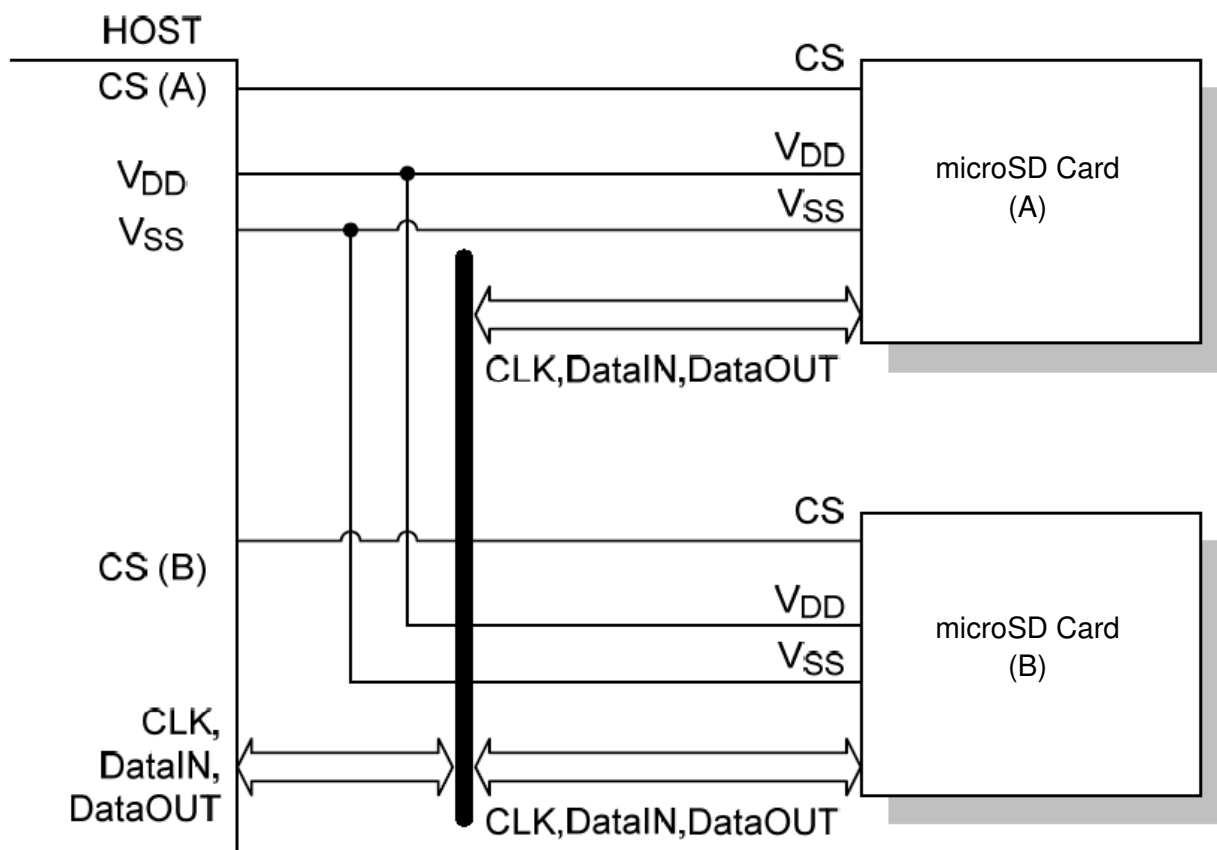 HOST
CS (A)
CS
VDD
VDD
VSS
VSS
microSD Card
(A)
CLK,DataIN,DataOUT
CS
CS (B)
VDD
VSS
microSD Card
(B)
CLK,
DataIN,
DataOUT
CLK,DataIN,DataOUT